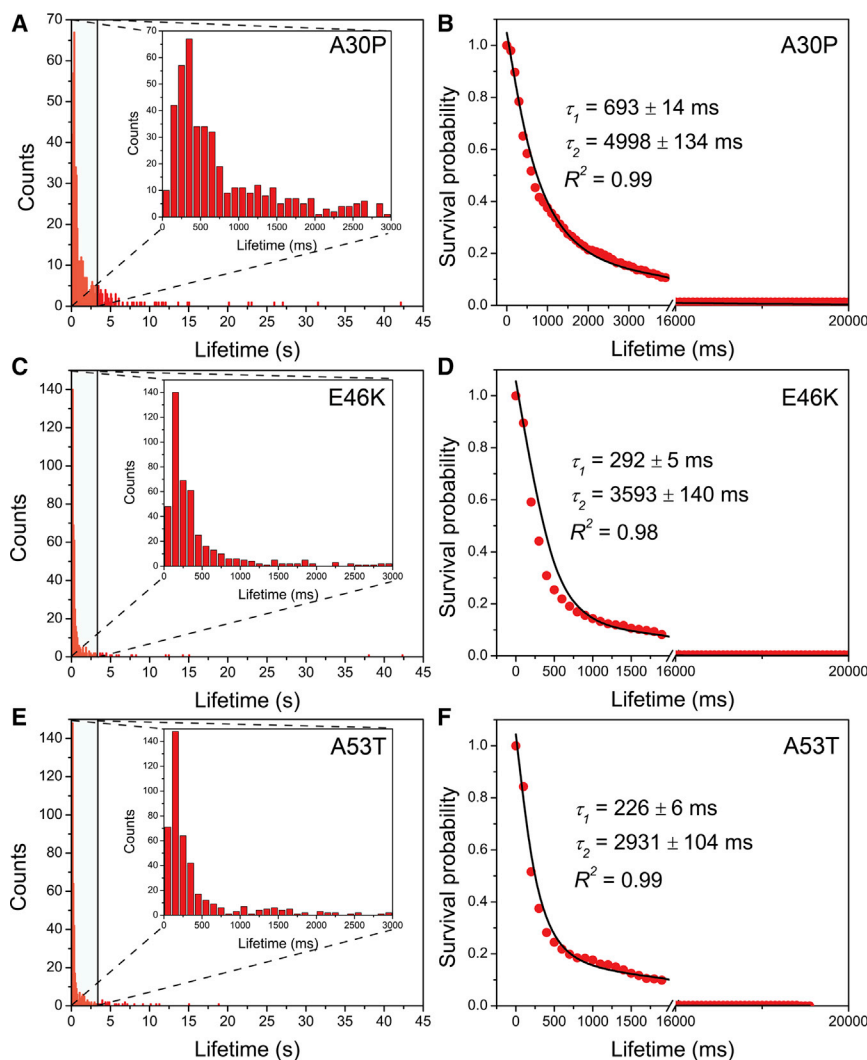 A
70
60
50
40
30
20
10
0
Counts
0 5 10 15 20 25 30 35 40 45
Lifetime (s)
A30P
70
60
50
40
30
20
10
0
Counts
0 500 1000 1500 2000 2500 3000
Lifetime (ms)
B
A30P
1.0
0.8
0.6
0.4
0.2
0.0
Survival probability
τ1 = 693 ± 14 ms
τ2 = 4998 ± 134 ms
R² = 0.99
0 1000 2000 3000 16000 20000
Lifetime (ms)
C
140
120
100
80
60
40
20
0
Counts
0 5 10 15 20 25 30 35 40 45
Lifetime (s)
E46K
140
120
100
80
60
40
20
0
Counts
0 500 1000 1500 2000 2500 3000
Lifetime (ms)
D
E46K
1.0
0.8
0.6
0.4
0.2
0.0
Survival probability
τ1 = 292 ± 5 ms
τ2 = 3593 ± 140 ms
R² = 0.98
0 500 1000 1500 16000 20000
Lifetime (ms)
E
140
120
100
80
60
40
20
0
Counts
0 5 10 15 20 25 30 35 40 45
Lifetime (s)
A53T
140
120
100
80
60
40
20
0
Counts
0 500 1000 1500 2000 2500 3000
Lifetime (ms)
F
A53T
1.0
0.8
0.6
0.4
0.2
0.0
Survival probability
τ1 = 226 ± 6 ms
τ2 = 2931 ± 104 ms
R² = 0.99
0 500 1000 1500 16000 20000
Lifetime (ms)